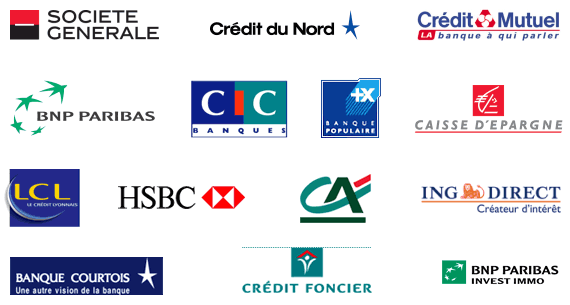 SOCIETE
GENERALE
Crédit du Nord
Crédit Mutuel
LA banque à qui parler
BNP PARIBAS
CIC
BANQUES
BANQUE
POPULAIRE
CAISSE D'EPARGNE
LCL
LE CRÉDIT LYONNAIS
HSBC
CA
ING DIRECT
Créateur d'intérêt
BANQUE COURTOIS
Une autre vision de la banque
CRÉDIT FONCIER
BNP PARIBAS
INVEST IMMO